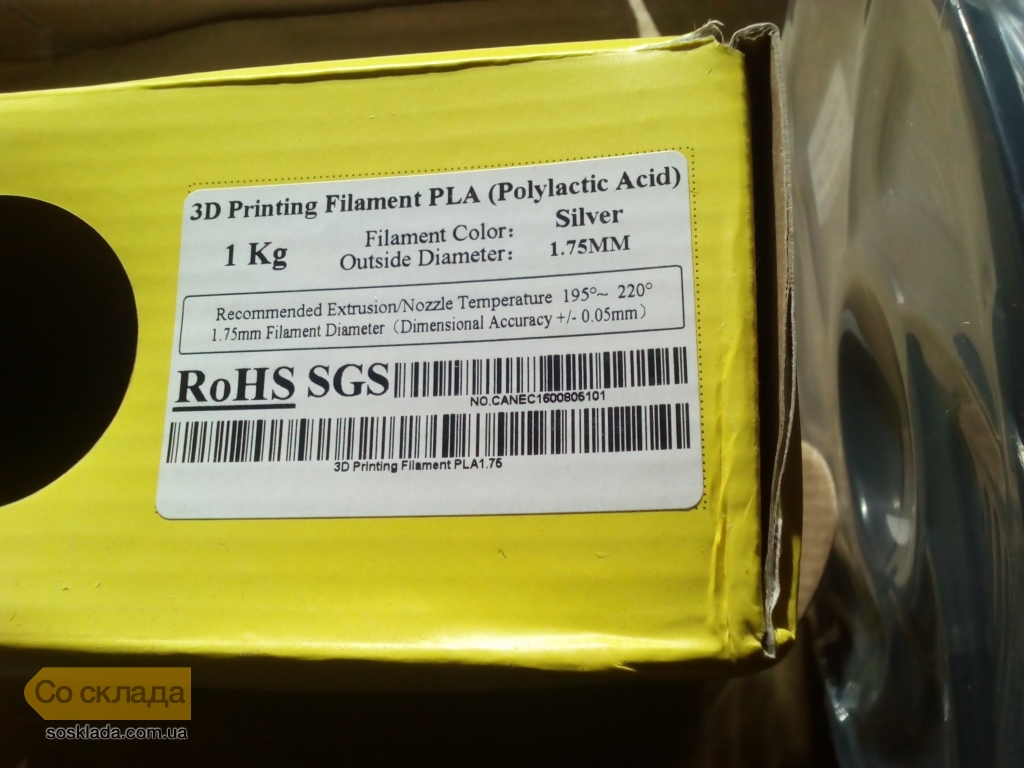 3D Printing Filament PLA (Polylactic Acid)
1 Kg
Filament Color: Silver
Outside Diameter: 1.75MM
Recommended Extrusion/Nozzle Temperature 195°~ 220°
1.75mm Filament Diameter (Dimensional Accuracy +/- 0.05mm)
RoHS SGS
NO.CANEC1600805101
3D Printing Filament PLA1.75
Со склада
sosklada.com.ua